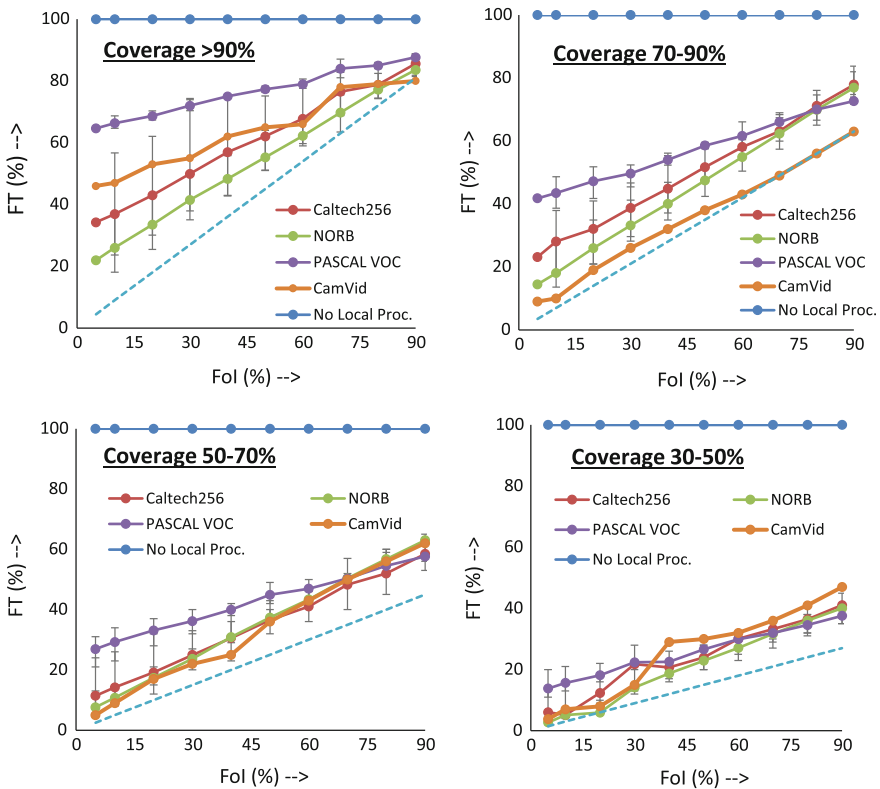 Coverage >90%
100
80
60
40
20
0
FT (%) -->
Caltech256
NORB
PASCAL VOC
CamVid
No Local Proc.
0 15 30 45 60 75 90
FoI (%) -->
Coverage 70-90%
100
80
60
40
20
0
FT (%) -->
Caltech256
NORB
PASCAL VOC
CamVid
No Local Proc.
0 15 30 45 60 75 90
FoI (%) -->
Coverage 50-70%
100
80
60
40
20
0
FT (%) -->
Caltech256 NORB
PASCAL VOC CamVid
No Local Proc.
0 15 30 45 60 75 90
FoI (%) -->
Coverage 30-50%
100
80
60
40
20
0
FT (%) -->
Caltech256 NORB
PASCAL VOC CamVid
No Local Proc.
0 15 30 45 60 75 90
FoI (%) -->